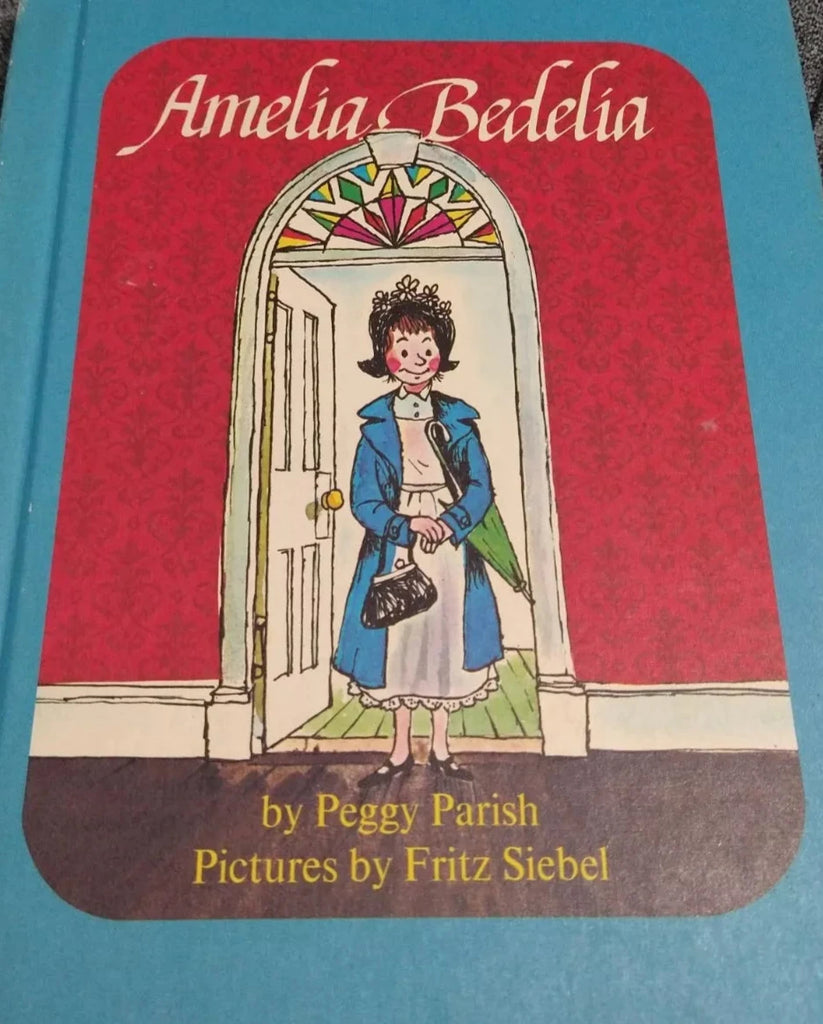 Amelia Bedelia
by Peggy Parish
Pictures by Fritz Siebel